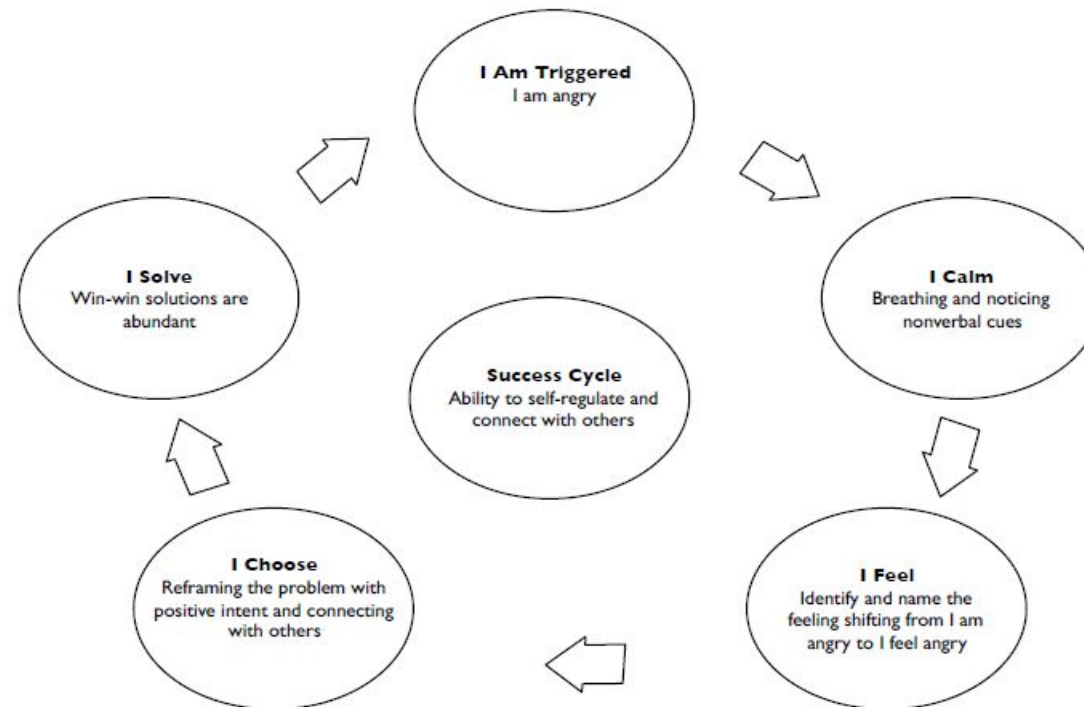 I Am Triggered
I am angry
I Calm
Breathing and noticing
nonverbal cues
I Feel
Identify and name the
feeling shifting from I am
angry to I feel angry
I Choose
Reframing the problem with
positive intent and connecting
with others
I Solve
Win-win solutions are
abundant
Success Cycle
Ability to self-regulate and
connect with others